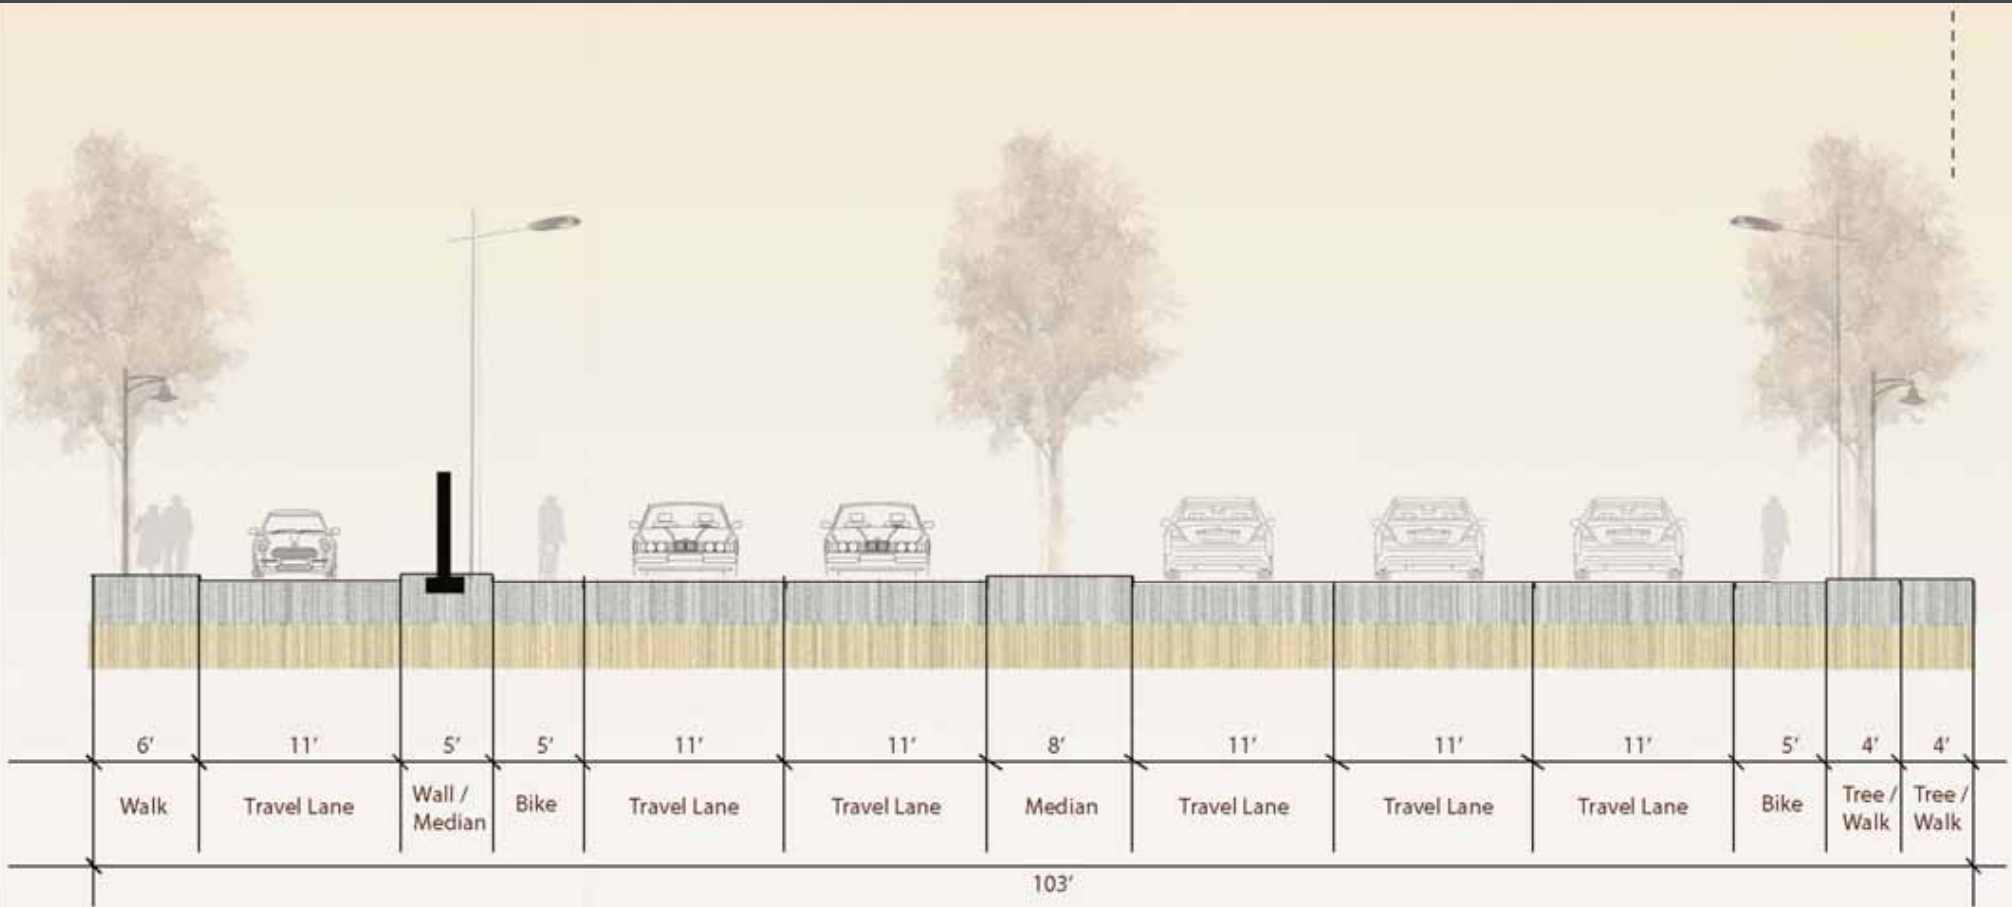 6' 11' 5' 5' 11' 11' 8' 11' 11' 11' 5' 4' 4'
Walk
Travel Lane
Wall /
Median
Bike
Travel Lane
Travel Lane
Median
Travel Lane
Travel Lane
Travel Lane
Bike
Tree /
Walk
Tree /
Walk
103'